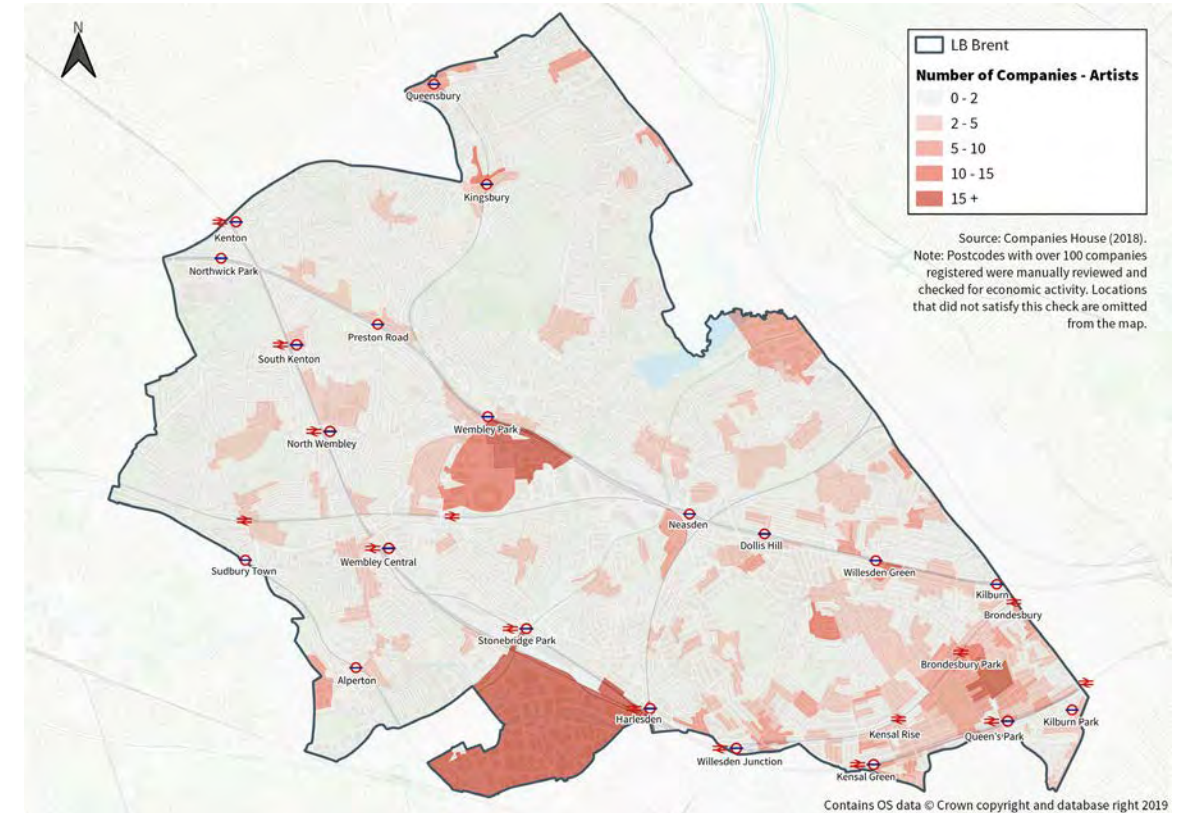 N
LB Brent
Number of Companies - Artists
0 - 2
2 - 5
5 - 10
10 - 15
15 +
Source: Companies House (2018).
Note: Postcodes with over 100 companies
registered were manually reviewed and
checked for economic activity. Locations
that did not satisfy this check are omitted
from the map.
Queensbury
Kingsbury
Kenton
Northwick Park
Preston Road
South Kenton
Wembley Park
North Wembley
Neasden
Dollis Hill
Wembley Central
Sudbury Town
Willesden Green
Kilburn
Brondesbury
Stonebridge Park
Brondesbury Park
Alperton
Harlesden
Kilburn Park
Kensal Rise
Queen's Park
Willesden Junction
Kensal Green
Contains OS data © Crown copyright and database right 2019